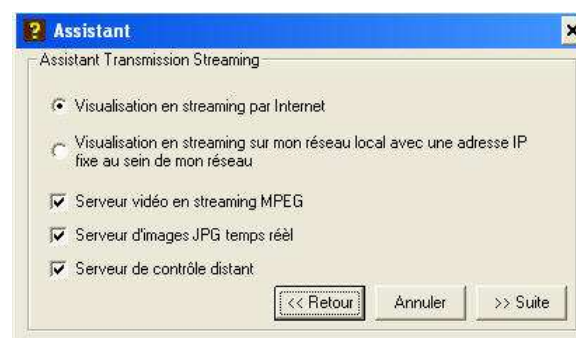 Assistant
Assistant Transmission Streaming
Visualisation en streaming par Internet
Visualisation en streaming sur mon réseau local avec une adresse IP
fixe au sein de mon réseau
Serveur vidéo en streaming MPEG
Serveur d'images JPG temps réèl
Serveur de contrôle distant
<< Retour
Annuler
>> Suite